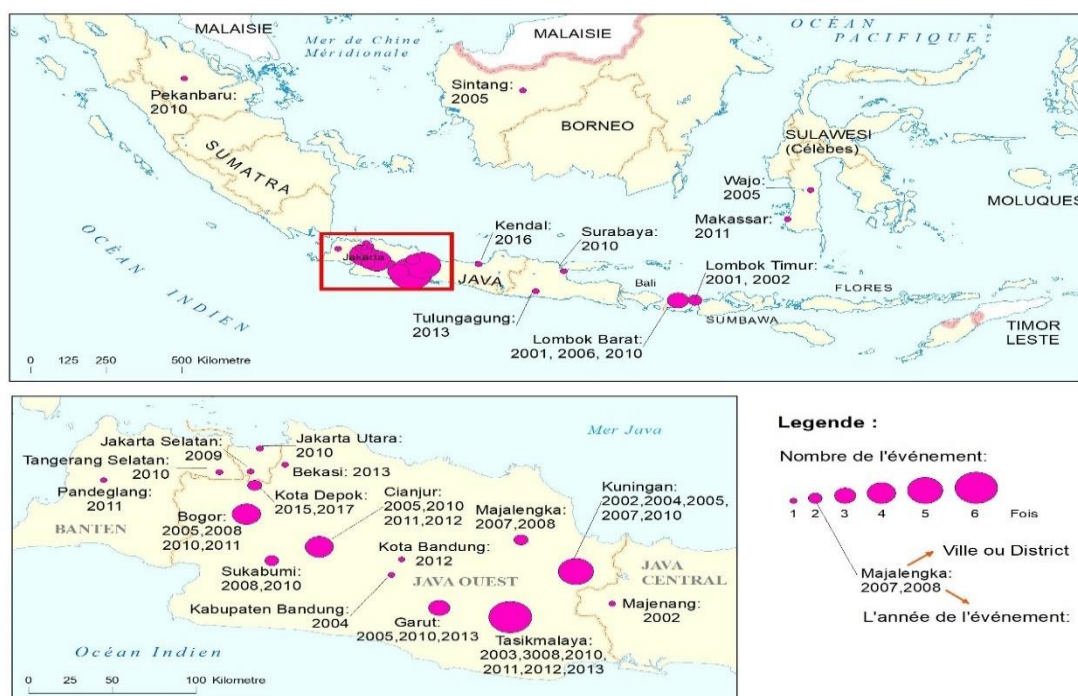 MALAISIE
Mer de Chine
Méridionale
MALAISIE
OCÉAN
PACIFIQUE
Pekanbaru:
2010
Sintang:
2005
BORNEO
SULAWESI
(Célèbes)
SUMATRA
Wajo:
2005
MOLUQUES
Makassar:
2011
OCÉAN
INDIEN
Kendal:
2016
Surabaya:
2010
Jakarta
JAVA
Lombok Timur:
2001, 2002
Bali
FLORES
SUMBAWA
Tulungagung:
2013
Lombok Barat:
2001, 2006, 2010
TIMOR
LESTE
0 125 250 500 Kilometre
Jakarta Selatan:
2009
Jakarta Utara:
2010
Mer Java
Tangerang Selatan:
2010
Bekasi: 2013
Pandeglang:
2011
Kota Depok:
2015,2017
Cianjur:
2005,2010
2011,2012
Kuningan:
2002,2004,2005,
2007,2010
Majalengka:
2007,2008
BANTEN
Bogor:
2005,2008
2010,2011
Kota Bandung:
2012
Sukabumi:
2008,2010
JAVA OUEST
JAVA
CENTRAL
Kabupaten Bandung:
2004
Garut:
2005,2010,2013
Majenang:
2002
Tasikmalaya:
2003,3008,2010,
2011,2012,2013
Océan Indien
0 25 50 100 Kilometre
Legende :
Nombre de l'événement:
1 2 3 4 5 6 Fois
Ville ou District
Majalengka:
2007,2008
L'année de l'événement: